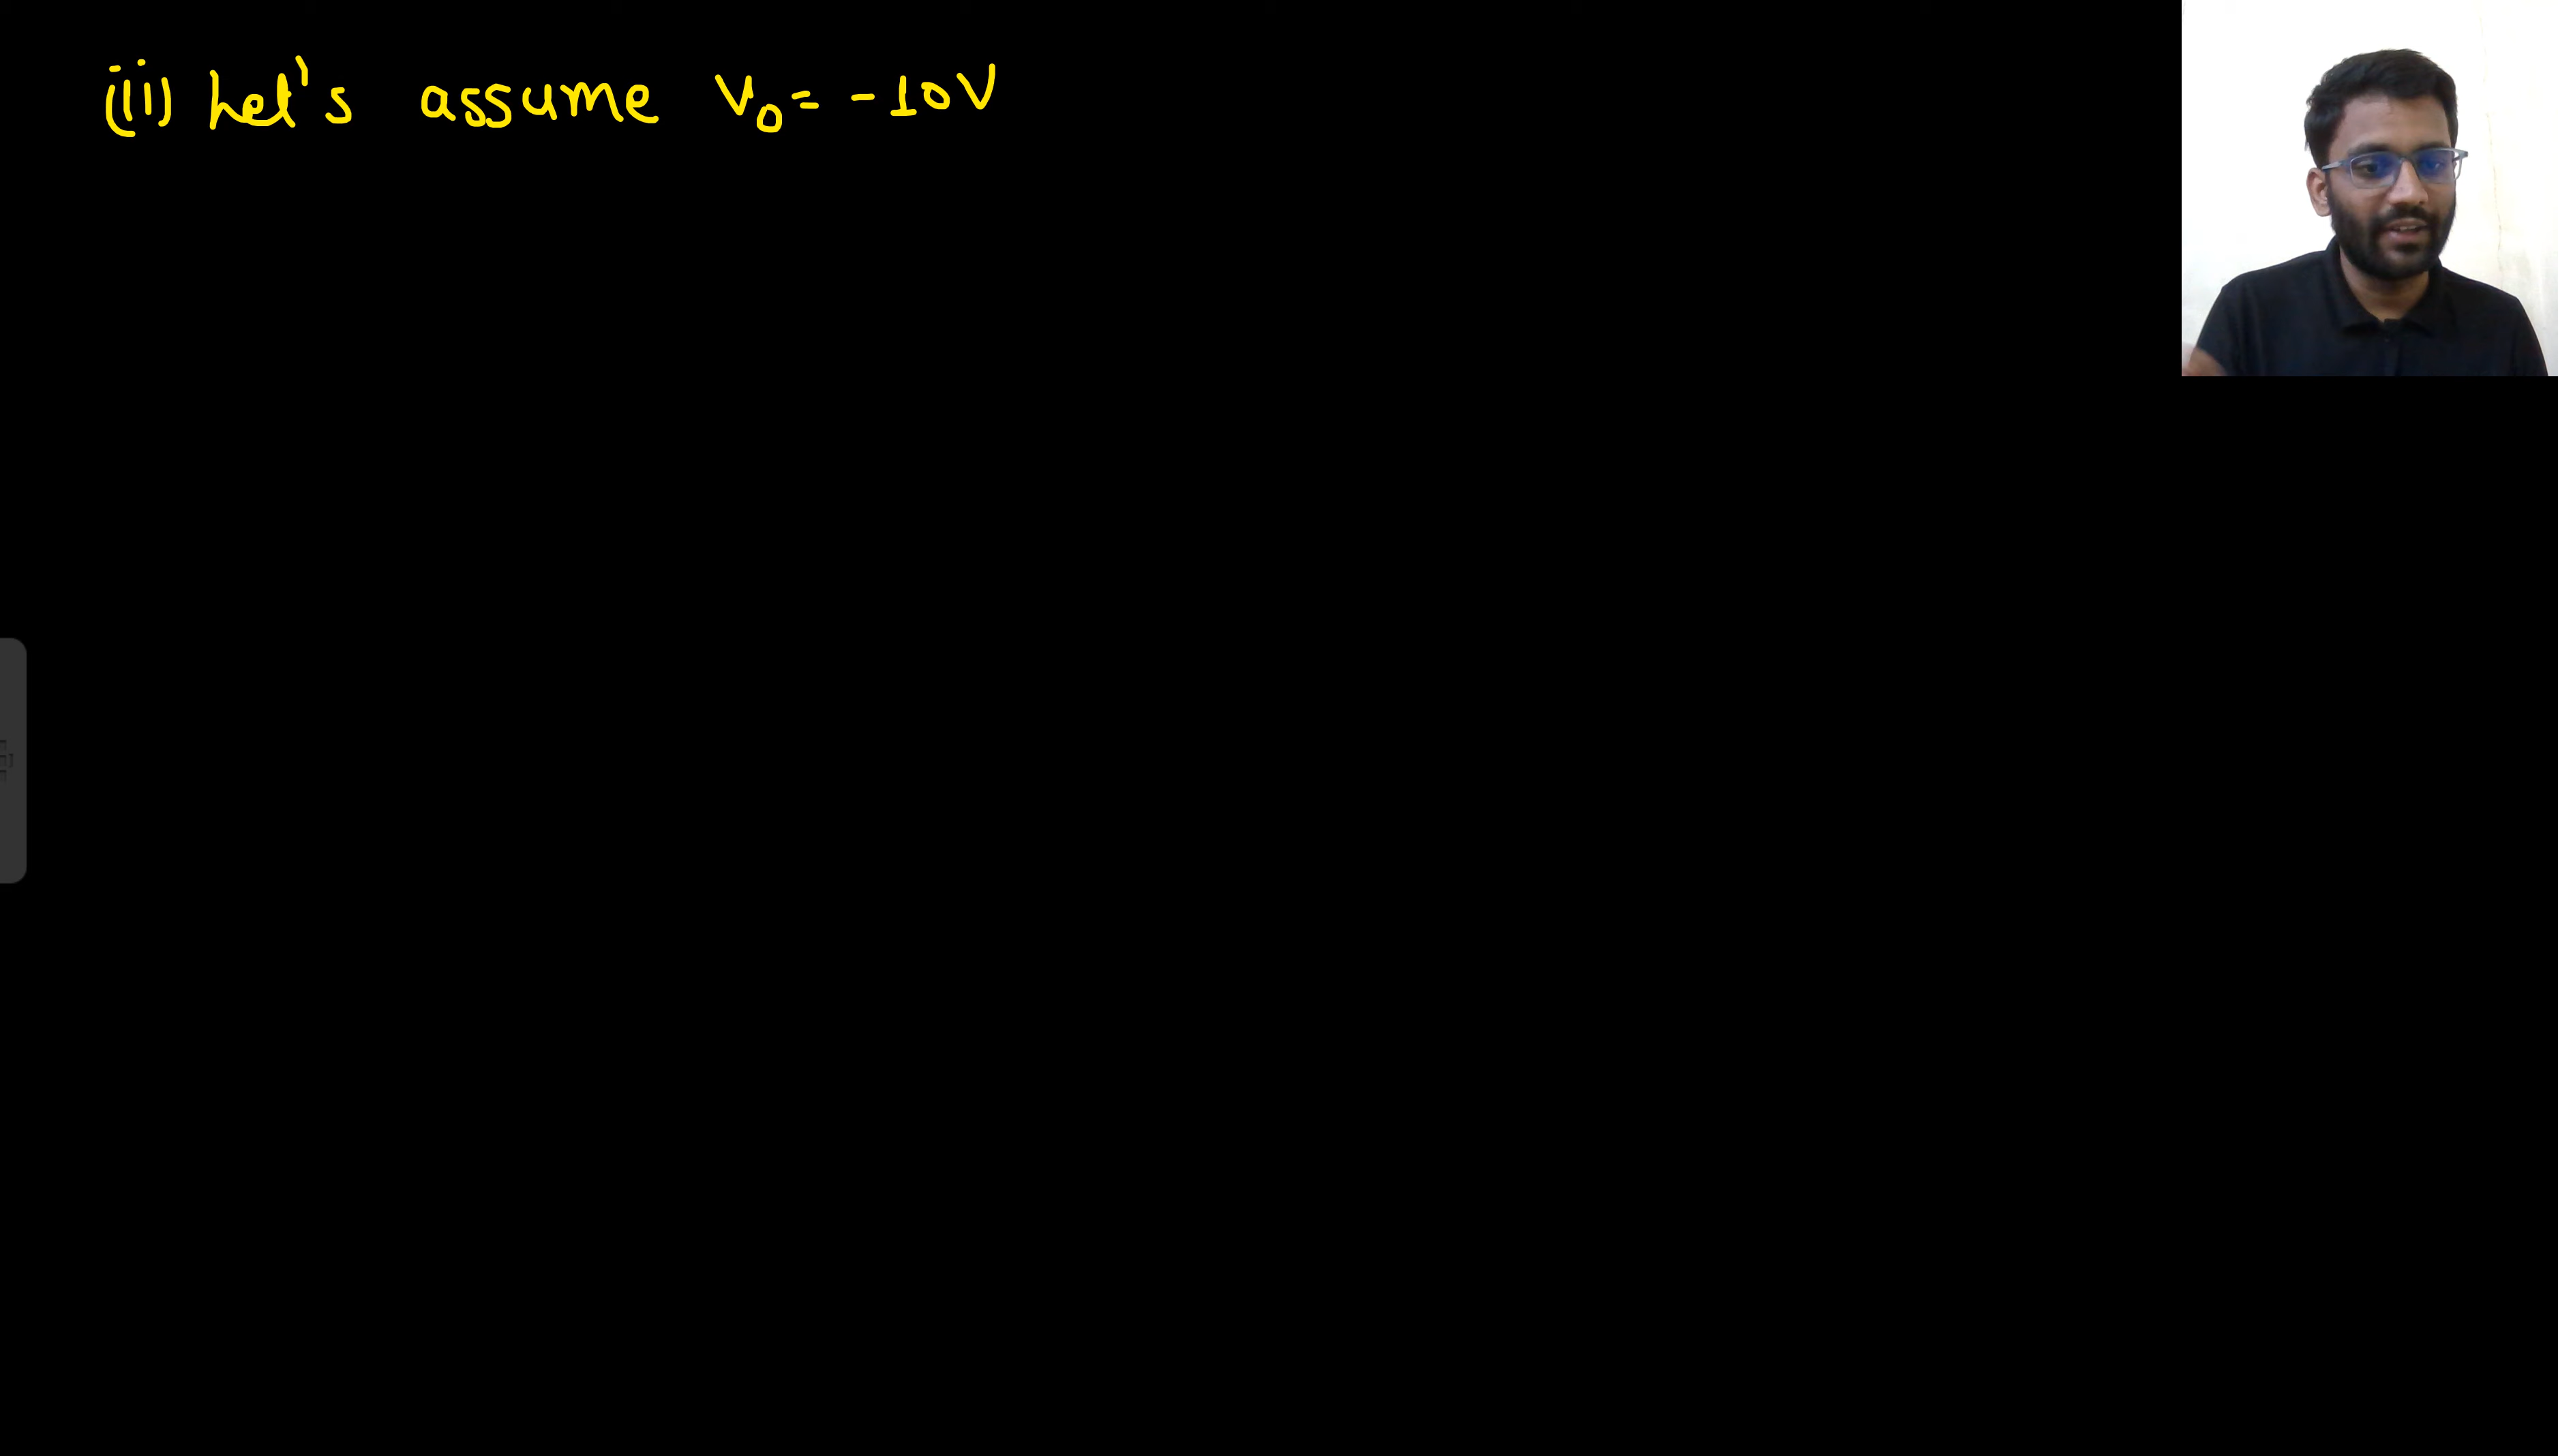 (ii) Let's assume V₀ = -10V